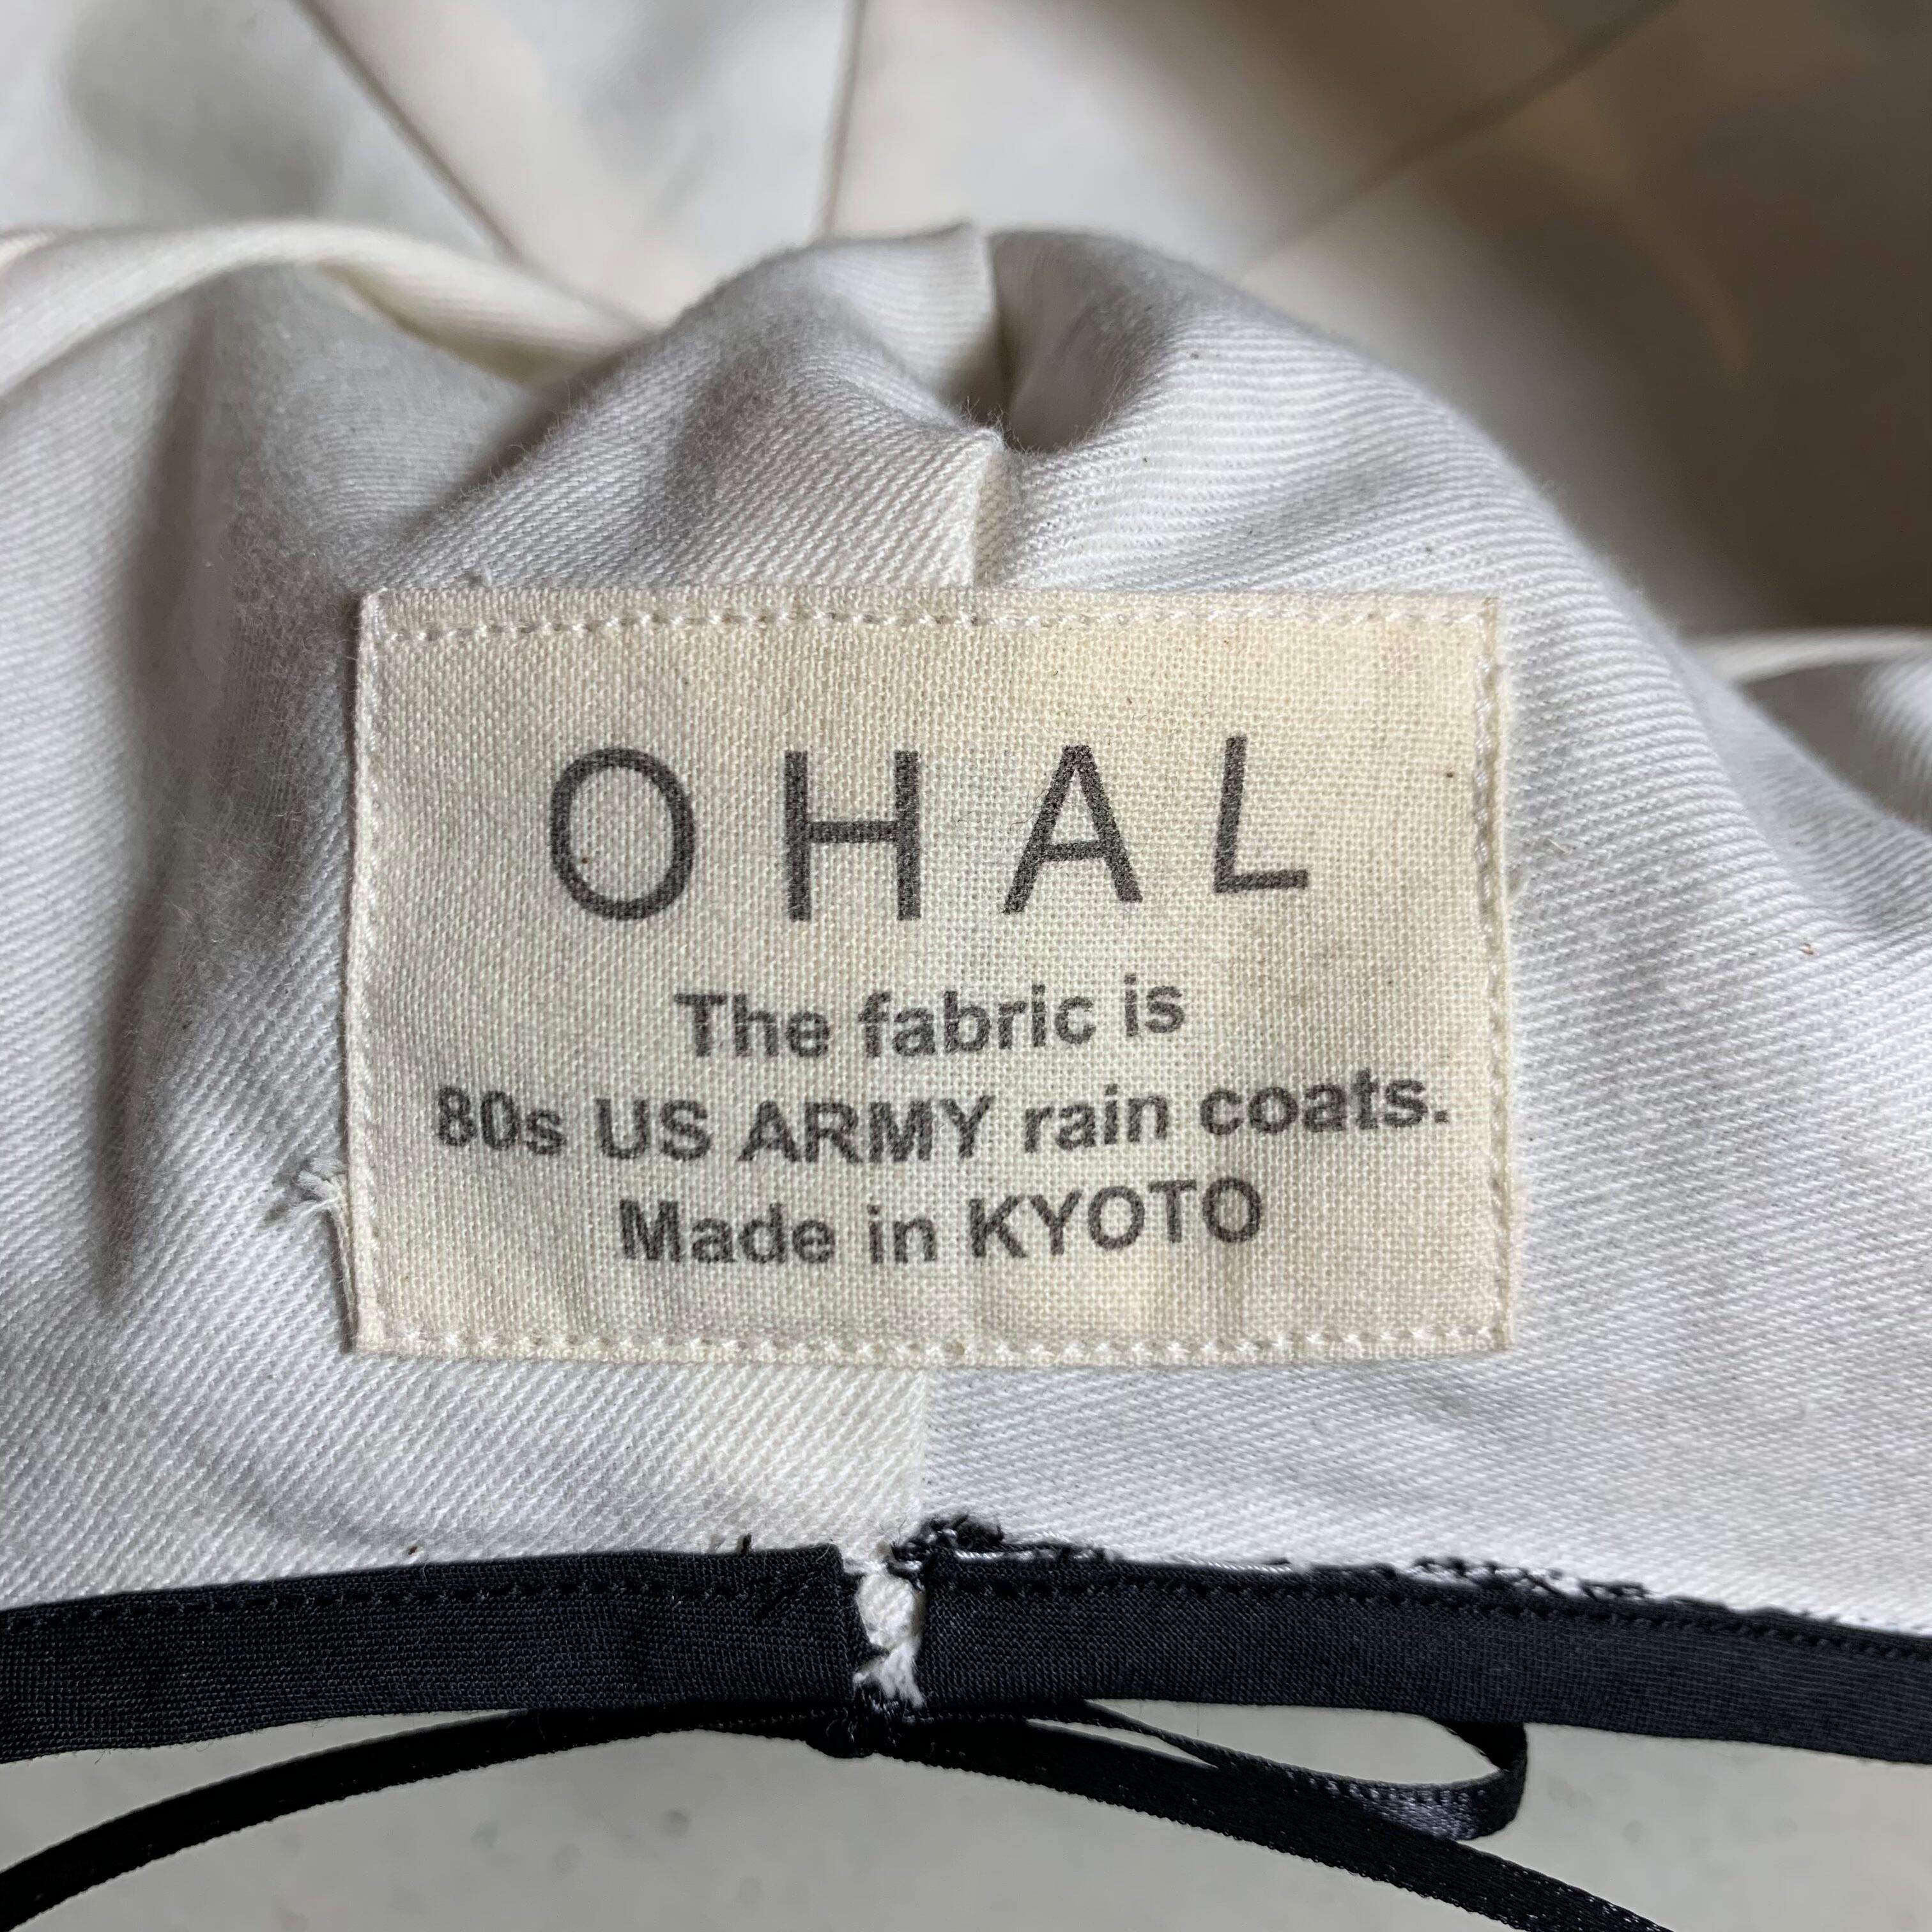 OHAL
The fabric is
80s US ARMY rain coats.
Made in KYOTO